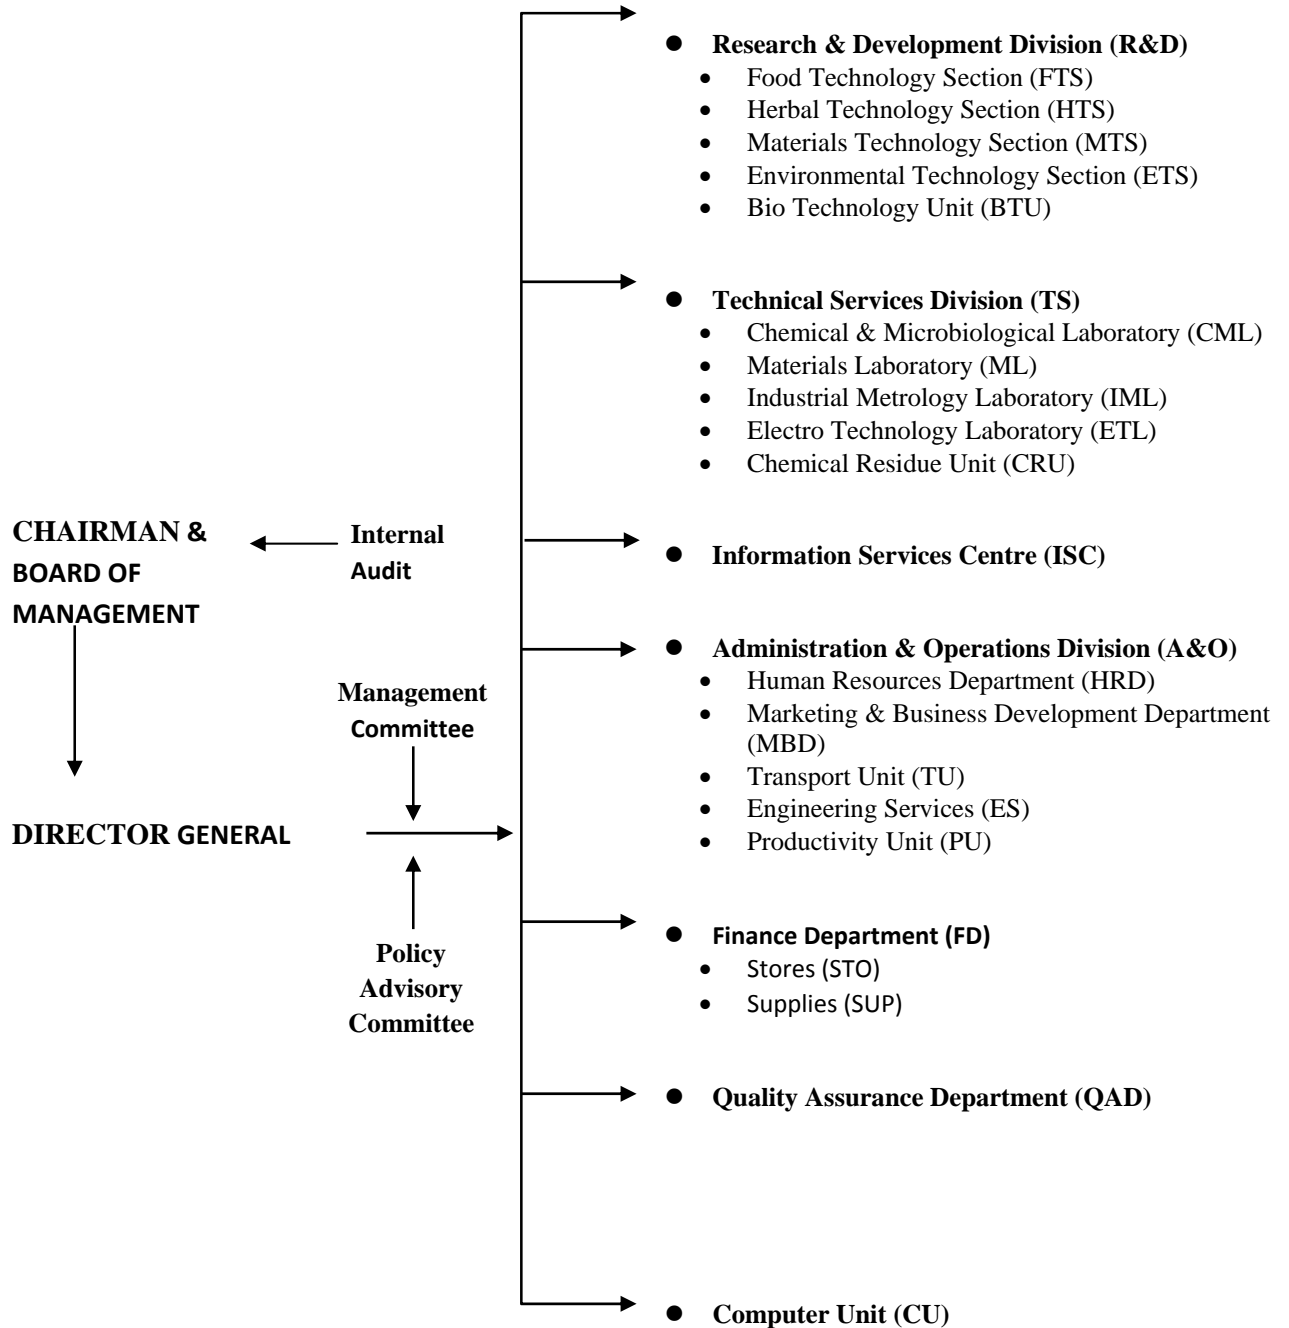 Research & Development Division (R&D)
Food Technology Section (FTS)
Herbal Technology Section (HTS)
Materials Technology Section (MTS)
Environmental Technology Section (ETS)
Bio Technology Unit (BTU)
Technical Services Division (TS)
Chemical & Microbiological Laboratory (CML)
Materials Laboratory (ML)
Industrial Metrology Laboratory (IML)
Electro Technology Laboratory (ETL)
Chemical Residue Unit (CRU)
CHAIRMAN &
BOARD OF
MANAGEMENT
Internal
Audit
Information Services Centre (ISC)
Administration & Operations Division (A&O)
Human Resources Department (HRD)
Marketing & Business Development Department
(MBD)
Transport Unit (TU)
Engineering Services (ES)
Productivity Unit (PU)
Management
Committee
DIRECTOR GENERAL
Policy
Advisory
Committee
Finance Department (FD)
Stores (STO)
Supplies (SUP)
Quality Assurance Department (QAD)
Computer Unit (CU)